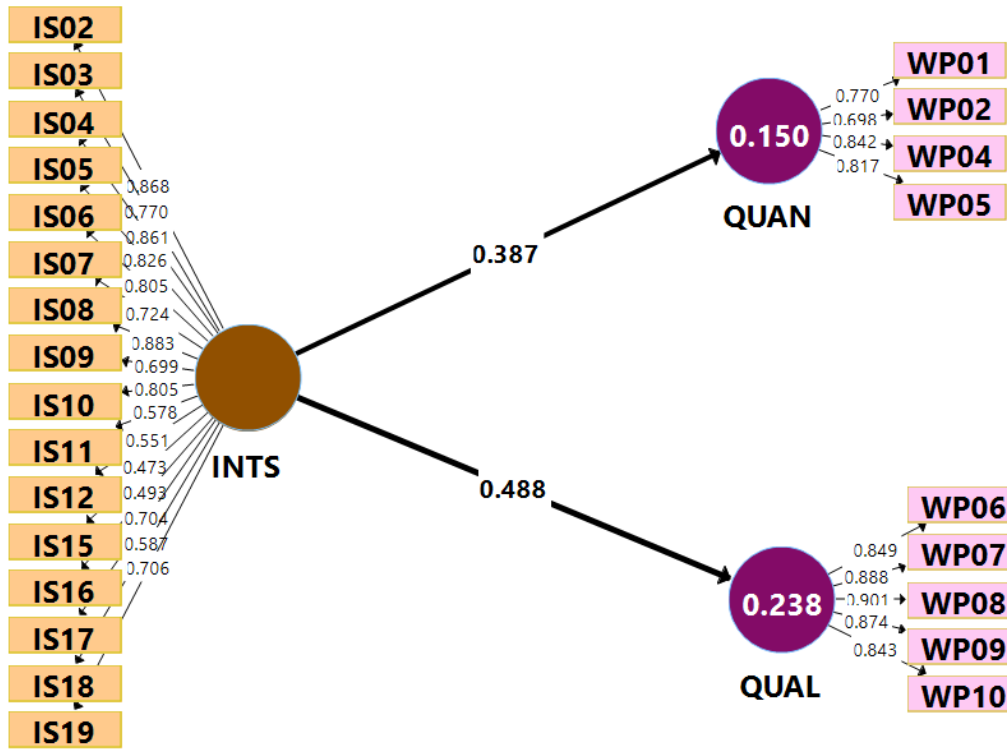 IS02
IS03
IS04
IS05
IS06
IS07
IS08
IS09
IS10
IS11
IS12
IS15
IS16
IS17
IS18
IS19
0.868
0.770
0.861
0.826
0.805
0.724
0.883
0.699
0.805
0.578
0.551
0.473
0.493
0.704
0.587
0.706
INTS
0.387
0.488
0.150
QUAN
0.770
0.698
0.842
0.817
WP01
WP02
WP04
WP05
0.238
QUAL
0.849
0.888
0.901
0.874
0.843
WP06
WP07
WP08
WP09
WP10